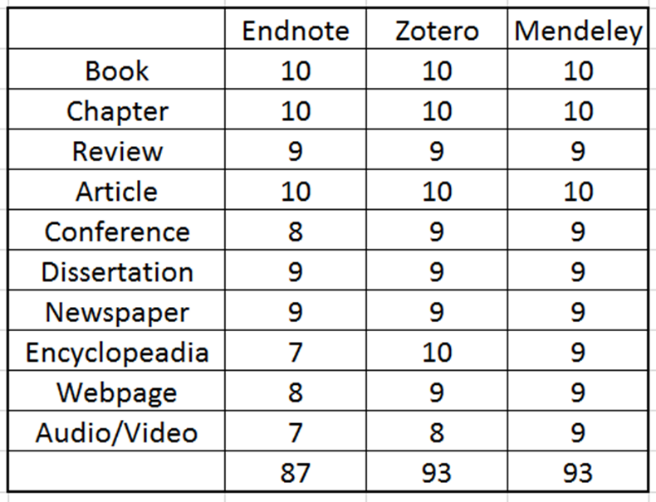 Endnote Zotero Mendeley
Book 10 10 10
Chapter 10 10 10
Review 9 9 9
Article 10 10 10
Conference 8 9 9
Dissertation 9 9 9
Newspaper 9 9 9
Encyclopeadia 7 10 9
Webpage 8 9 9
Audio/Video 7 8 9
87 93 93